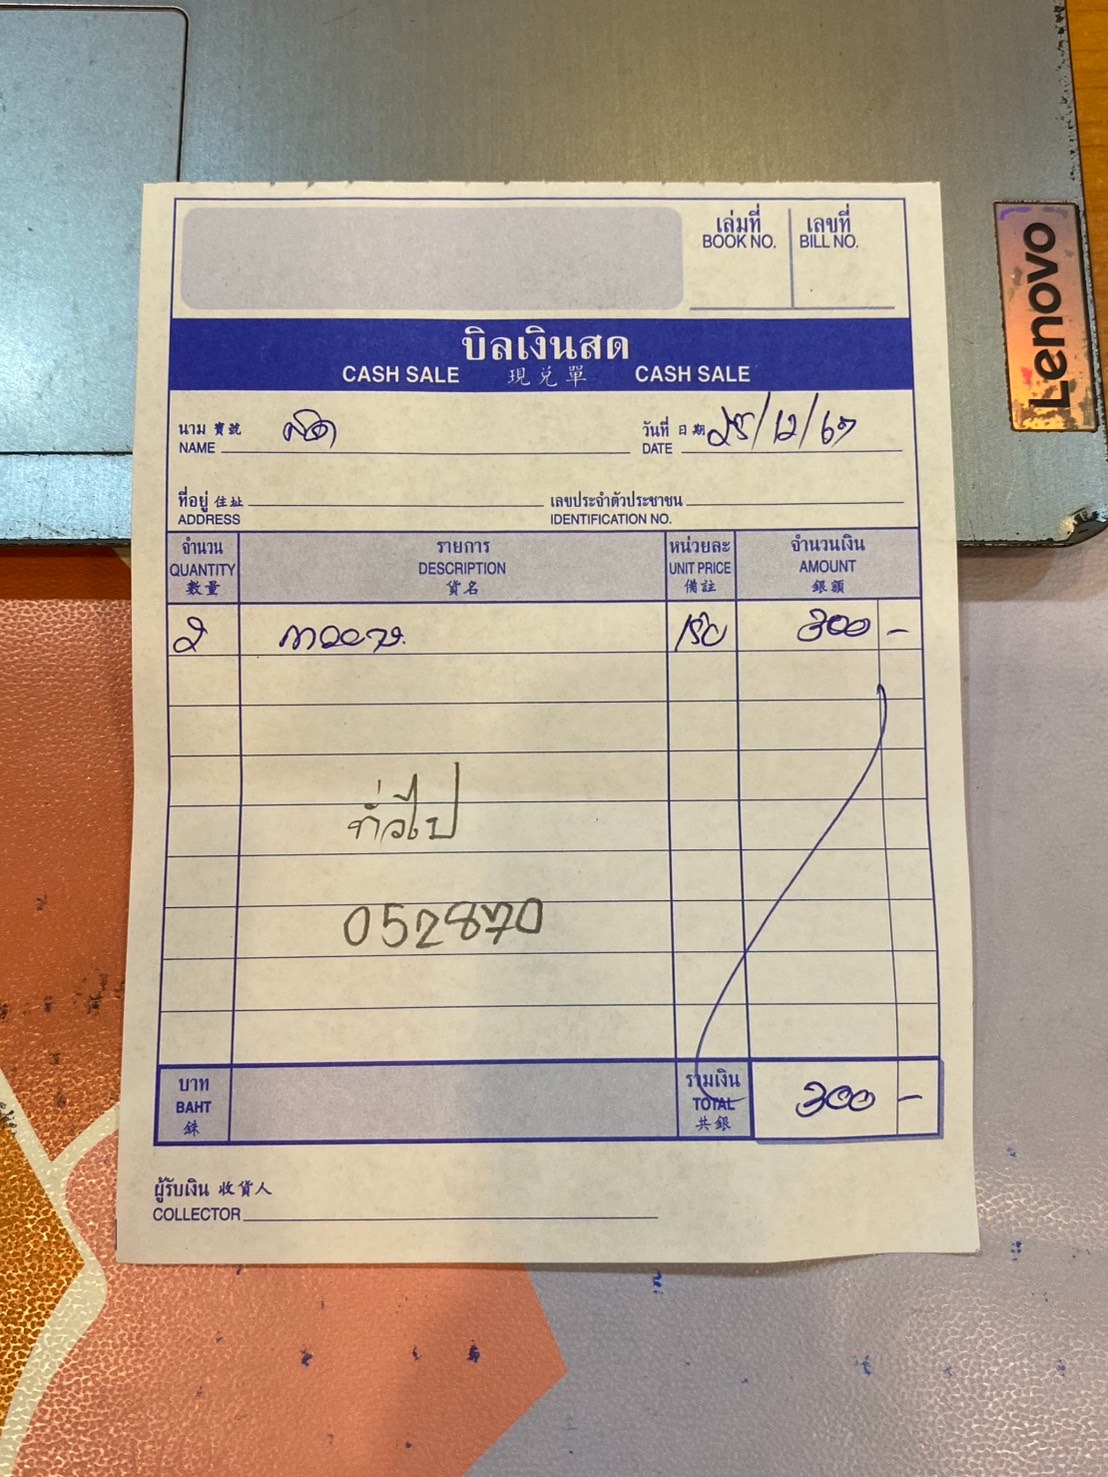 เล่มที่ เลขที่
BOOK NO. BILL NO.
บิลเงินสด
CASH SALE 現兌單 CASH SALE
นาม 寶號 สด วันที่ 日期 25/12/67
NAME DATE
ที่อยู่ 住址 เลขประจำตัวประชาชน
ADDRESS IDENTIFICATION NO.
จำนวน รายการ หน่วยละ จำนวนเงิน
QUANTITY DESCRIPTION UNIT PRICE AMOUNT
數量 貨名 備註 銀額
2 150 300 –
ทั่วไป
052870
บาท รวมเงิน
BAHT TOTAL 300 –
銖 共銀
ผู้รับเงิน 收貨人
COLLECTOR
Lenovo